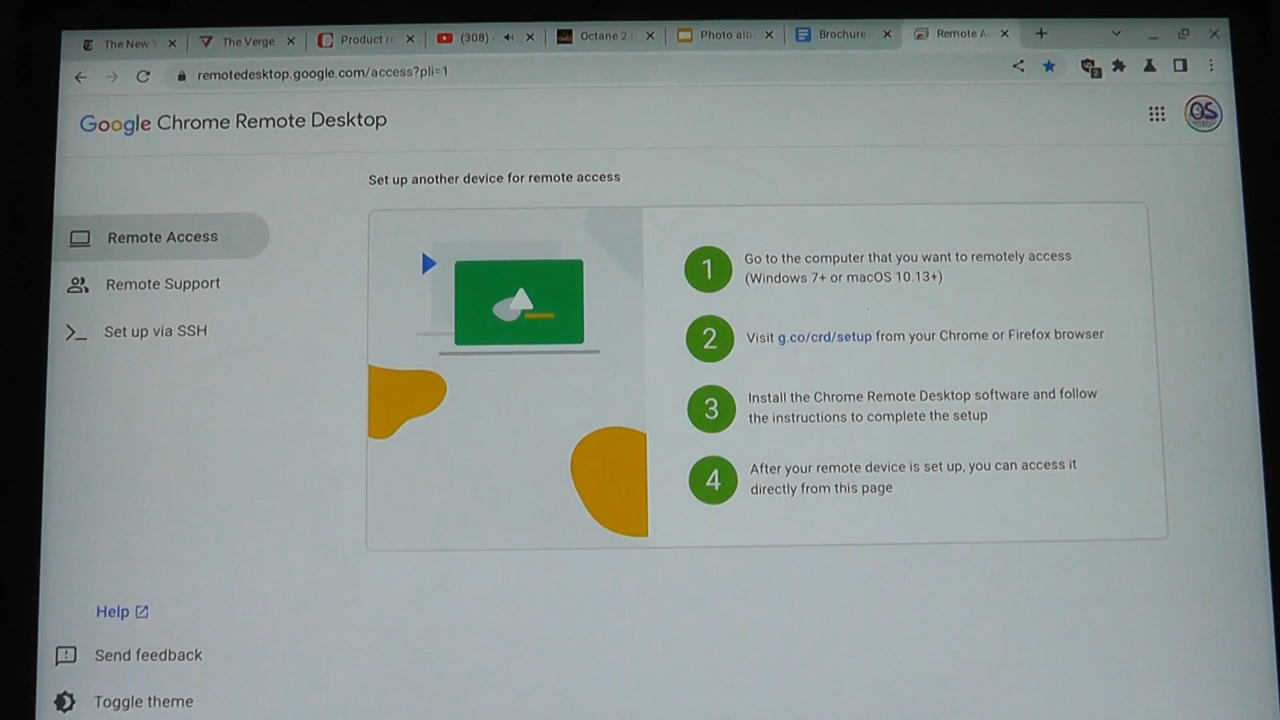 The New
The Verge
Product re
(308)
Octane 2.
Photo alb
Brochure
Remote A
remotedesktop.google.com/access?pli=1
2
Google Chrome Remote Desktop
OS
Set up another device for remote access
Remote Access
Remote Support
Set up via SSH
1
Go to the computer that you want to remotely access
(Windows 7+ or macOS 10.13+)
2
Visit g.co/crd/setup from your Chrome or Firefox browser
3
Install the Chrome Remote Desktop software and follow
the instructions to complete the setup
4
After your remote device is set up, you can access it
directly from this page
Help
Send feedback
Toggle theme